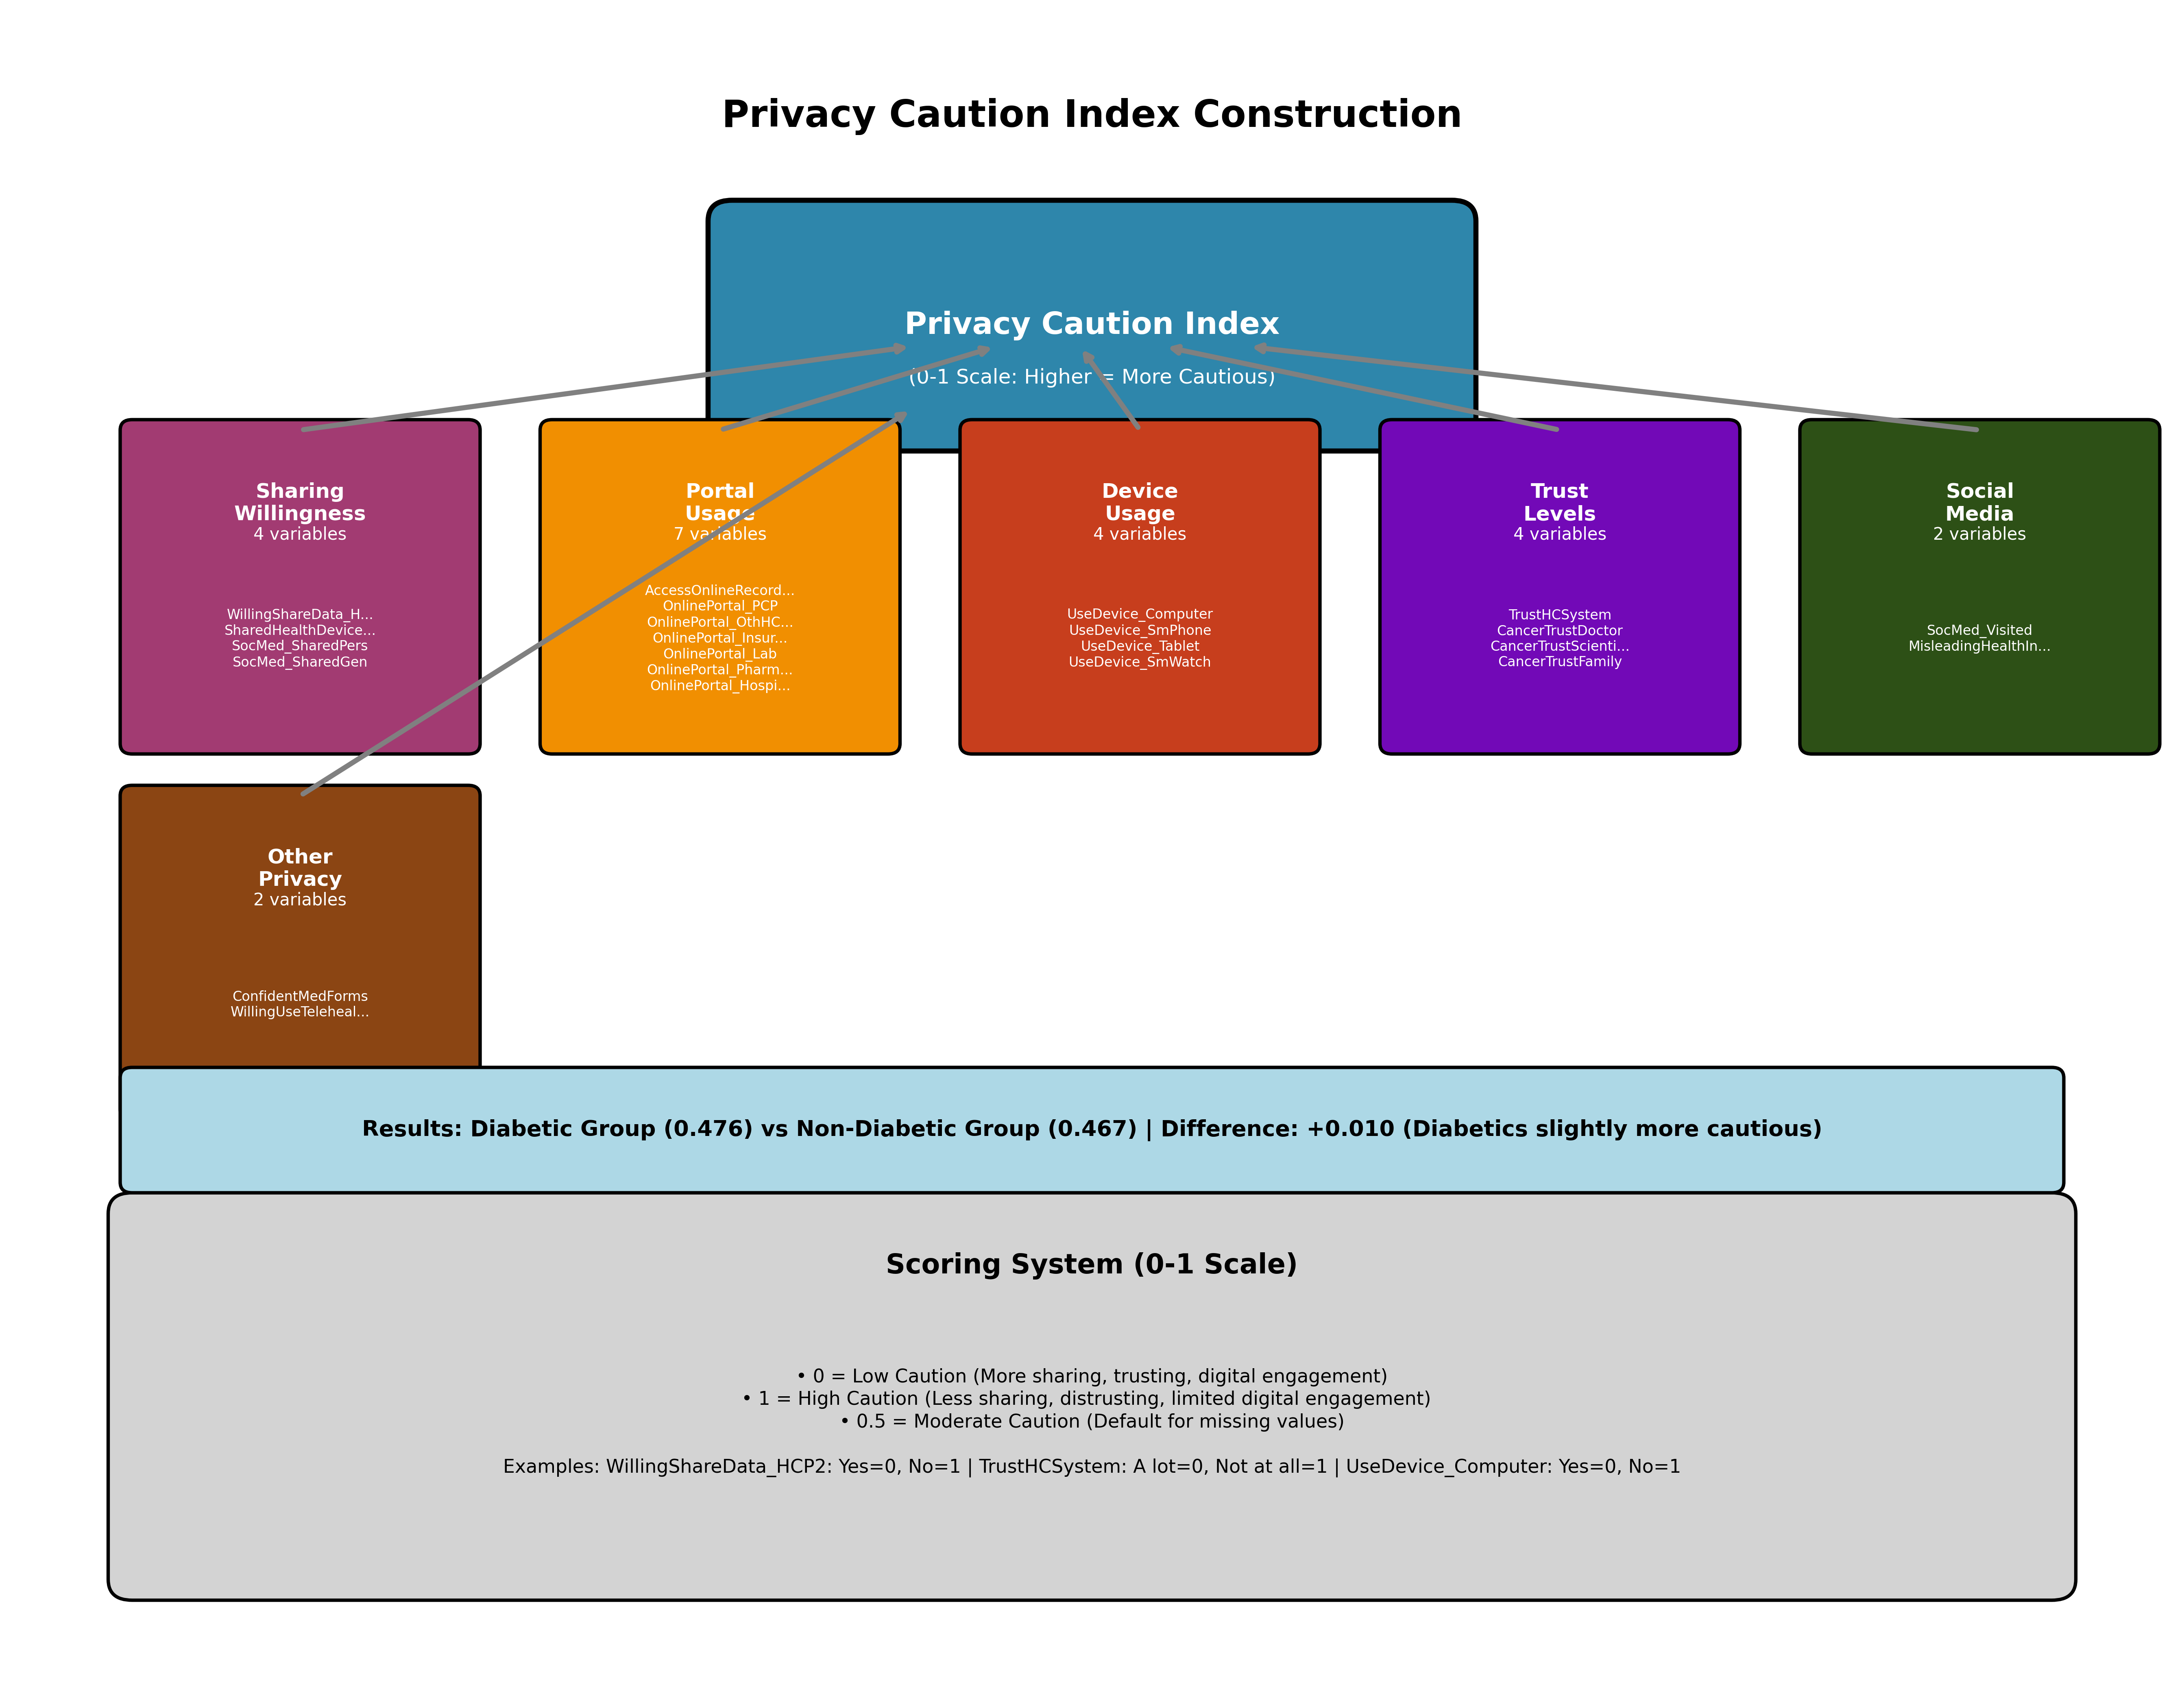 Privacy Caution Index Construction
Privacy Caution Index
(0-1 Scale: Higher = More Cautious)
Sharing
Willingness
4 variables
WillingShareData_H...
SharedHealthDevice...
SocMed_SharedPers
SocMed_SharedGen
Portal
Usage
7 variables
AccessOnlineRecord...
OnlinePortal_PCP
OnlinePortal_OthHC...
OnlinePortal_Insur...
OnlinePortal_Lab
OnlinePortal_Pharm...
OnlinePortal_Hospi...
Device
Usage
4 variables
UseDevice_Computer
UseDevice_SmPhone
UseDevice_Tablet
UseDevice_SmWatch
Trust
Levels
4 variables
TrustHCSystem
CancerTrustDoctor
CancerTrustScienti...
CancerTrustFamily
Social
Media
2 variables
SocMed_Visited
MisleadingHealthIn...
Other
Privacy
2 variables
ConfidentMedForms
WillingUseTeleheal...
Results: Diabetic Group (0.476) vs Non-Diabetic Group (0.467) | Difference: +0.010 (Diabetics slightly more cautious)
Scoring System (0-1 Scale)
• 0 = Low Caution (More sharing, trusting, digital engagement)
• 1 = High Caution (Less sharing, distrusting, limited digital engagement)
• 0.5 = Moderate Caution (Default for missing values)
Examples: WillingShareData_HCP2: Yes=0, No=1 | TrustHCSystem: A lot=0, Not at all=1 | UseDevice_Computer: Yes=0, No=1